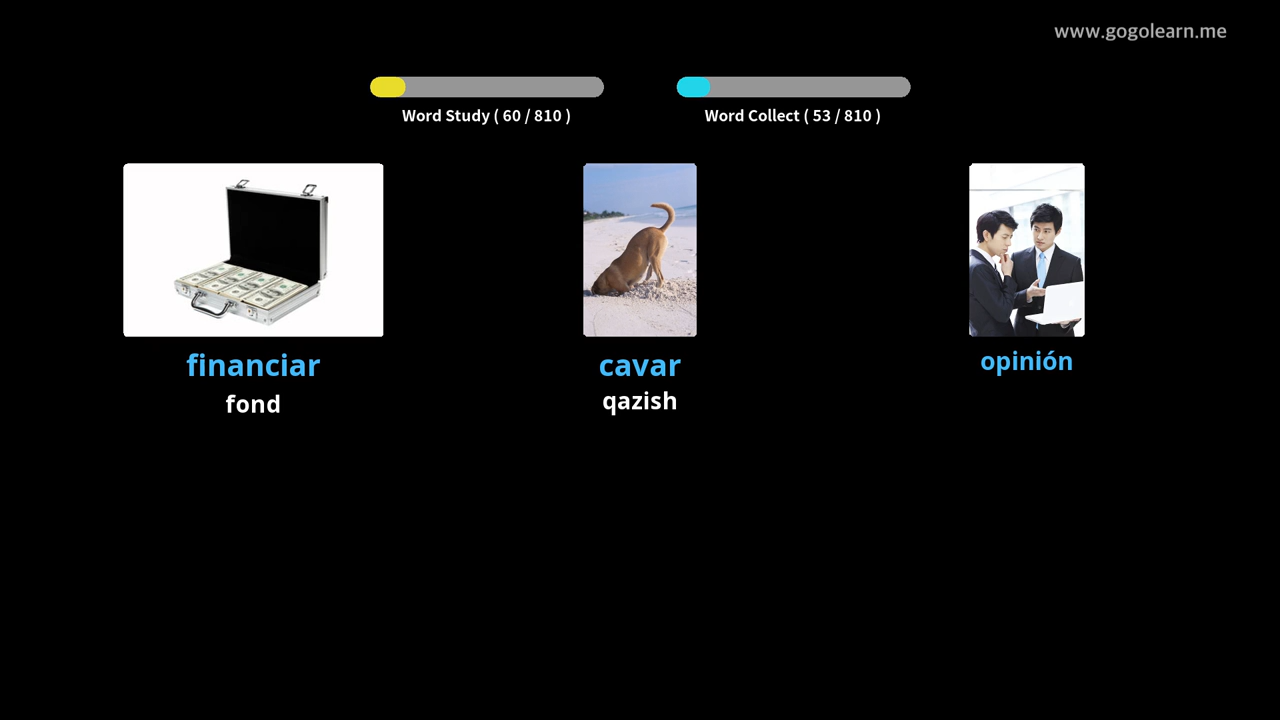 www.gogolearn.me
Word Study ( 60 / 810 )
Word Collect ( 53 / 810 )
financiar
fond
cavar
qazish
opinión